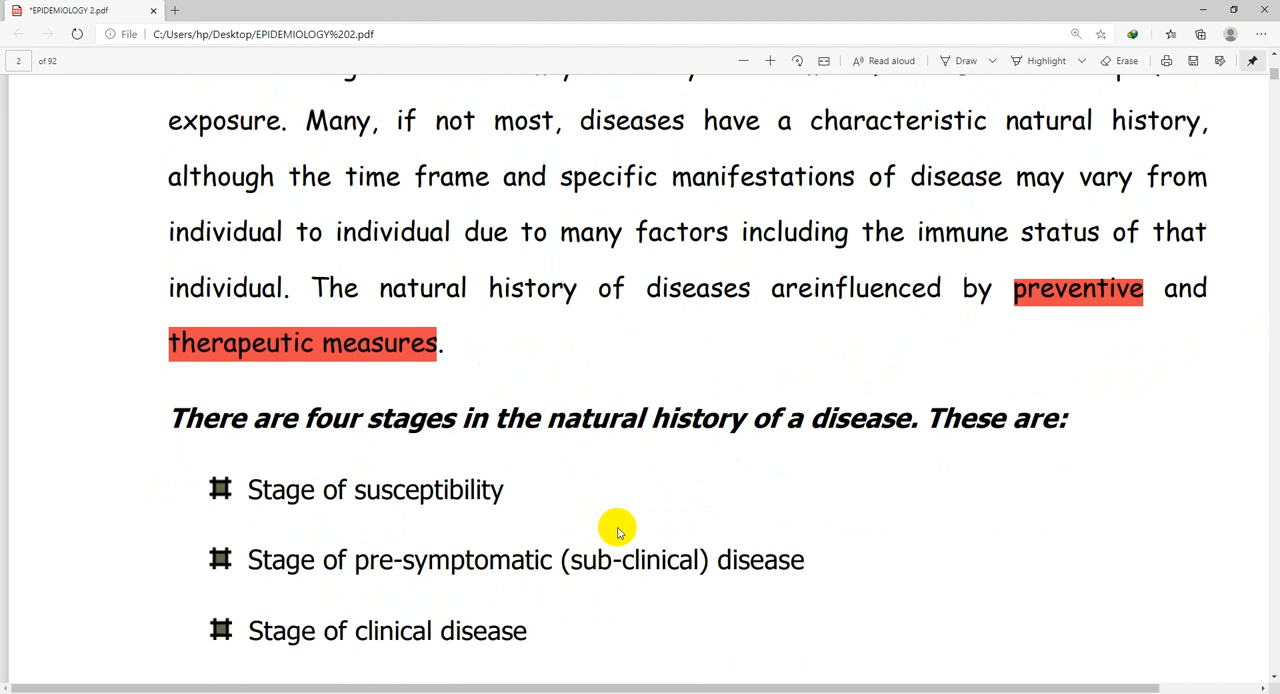 *EPIDEMIOLOGY 2.pdf
File C:/Users/hp/Desktop/EPIDEMIOLOGY%202.pdf
2 of 92 Read aloud Draw Highlight Erase
exposure. Many, if not most, diseases have a characteristic natural history,
although the time frame and specific manifestations of disease may vary from
individual to individual due to many factors including the immune status of that
individual. The natural history of diseases areinfluenced by preventive and
therapeutic measures.
There are four stages in the natural history of a disease. These are:
Stage of susceptibility
Stage of pre-symptomatic (sub-clinical) disease
Stage of clinical disease